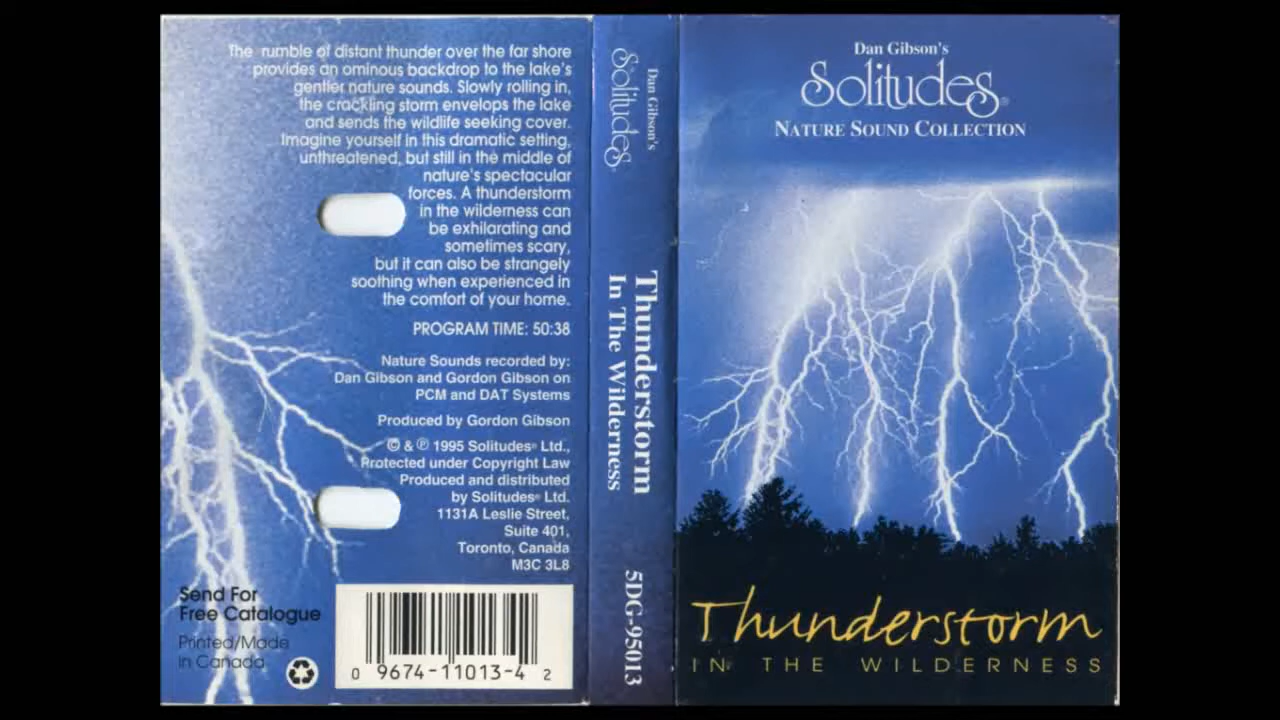 The rumble of distant thunder over the far shore
provides an ominous backdrop to the lake's
gentler nature sounds. Slowly rolling in,
the crackling storm envelops the lake
and sends the wildlife seeking cover.
Imagine yourself in this dramatic setting,
unthreatened, but still in the middle of
nature's spectacular
forces. A thunderstorm
in the wilderness can
be exhilarating and
sometimes scary,
but it can also be strangely
soothing when experienced in
the comfort of your home.
PROGRAM TIME: 50:38
Nature Sounds recorded by:
Dan Gibson and Gordon Gibson on
PCM and DAT Systems
Produced by Gordon Gibson
© & ℗ 1995 Solitudes® Ltd.,
Protected under Copyright Law
Produced and distributed
by Solitudes® Ltd.
1131A Leslie Street,
Suite 401,
Toronto, Canada
M3C 3L8
Send For
Free Catalogue
Printed/Made
in Canada
0 9674-11013-4 2
Dan Gibson's
Solitudes®
Thunderstorm
In The Wilderness
5DG-95013
Dan Gibson's
Solitudes®
NATURE SOUND COLLECTION
Thunderstorm
IN THE WILDERNESS